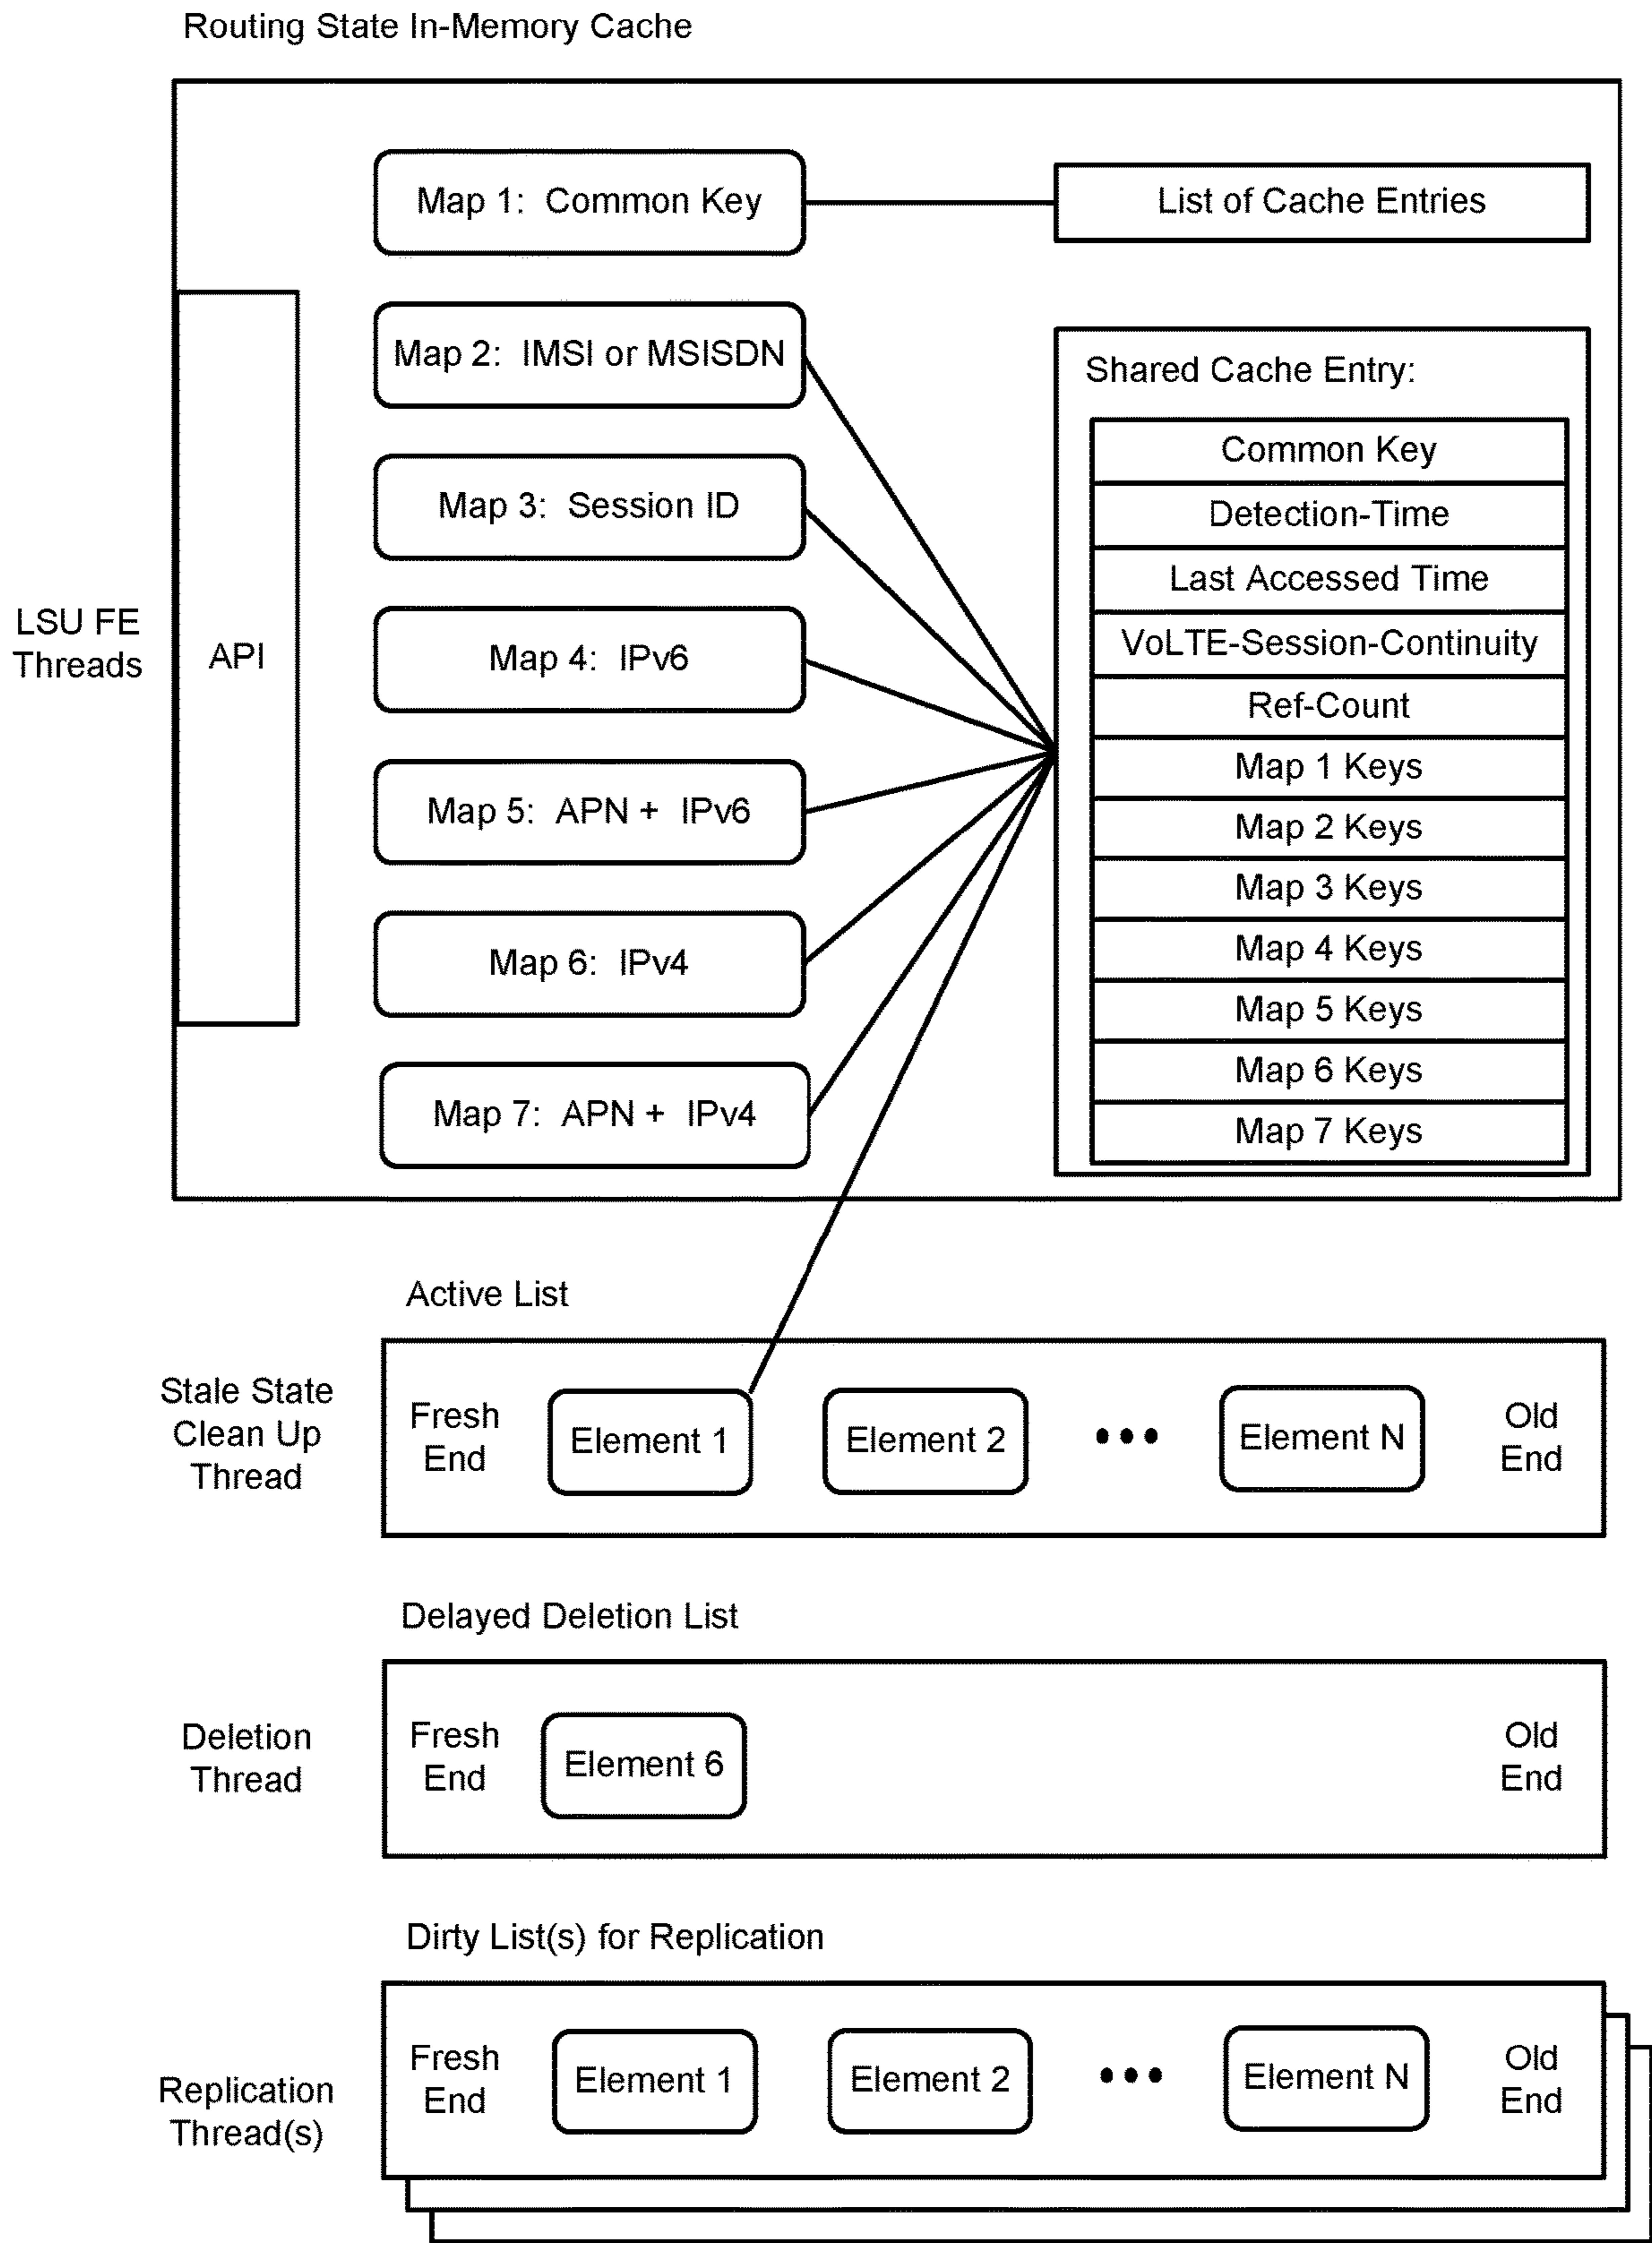 Routing State In-Memory Cache
Map 1: Common Key
List of Cache Entries
LSU FE
Threads
API
Map 2: IMSI or MSISDN
Map 3: Session ID
Map 4: IPv6
Map 5: APN + IPv6
Map 6: IPv4
Map 7: APN + IPv4
Shared Cache Entry:
Common Key
Detection-Time
Last Accessed Time
VoLTE-Session-Continuity
Ref-Count
Map 1 Keys
Map 2 Keys
Map 3 Keys
Map 4 Keys
Map 5 Keys
Map 6 Keys
Map 7 Keys
Active List
Stale State
Clean Up
Thread
Fresh
End
Element 1
Element 2
•••
Element N
Old
End
Delayed Deletion List
Deletion
Thread
Fresh
End
Element 6
Old
End
Dirty List(s) for Replication
Replication
Thread(s)
Fresh
End
Element 1
Element 2
•••
Element N
Old
End